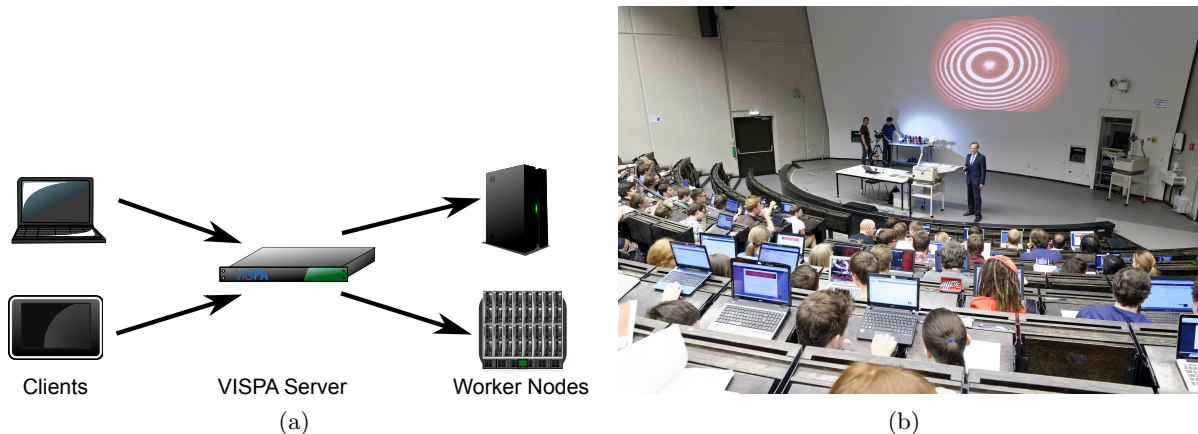 VISPA
Clients
VISPA Server
Worker Nodes
(a)
(b)